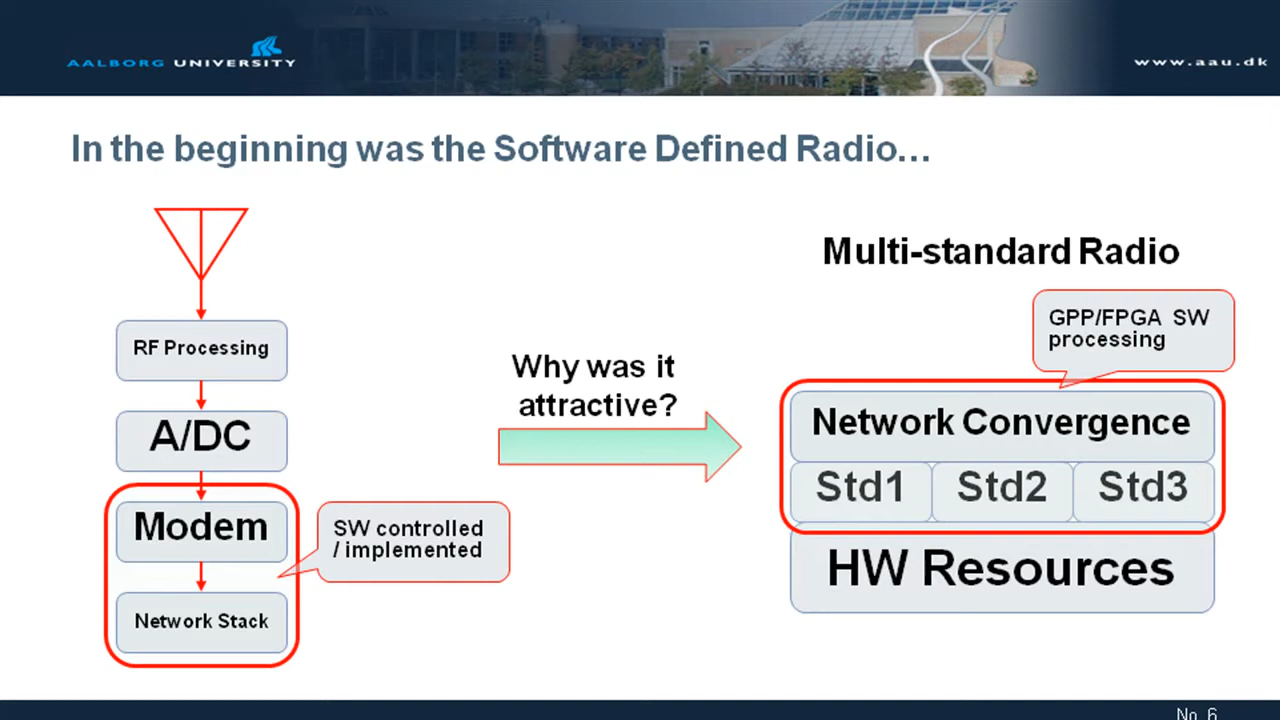 AALBORG UNIVERSITY
www.aau.dk
In the beginning was the Software Defined Radio...
RF Processing
A/DC
Modem
Network Stack
SW controlled
/ implemented
Why was it
attractive?
Multi-standard Radio
GPP/FPGA SW
processing
Network Convergence
Std1 Std2 Std3
HW Resources
No. 6